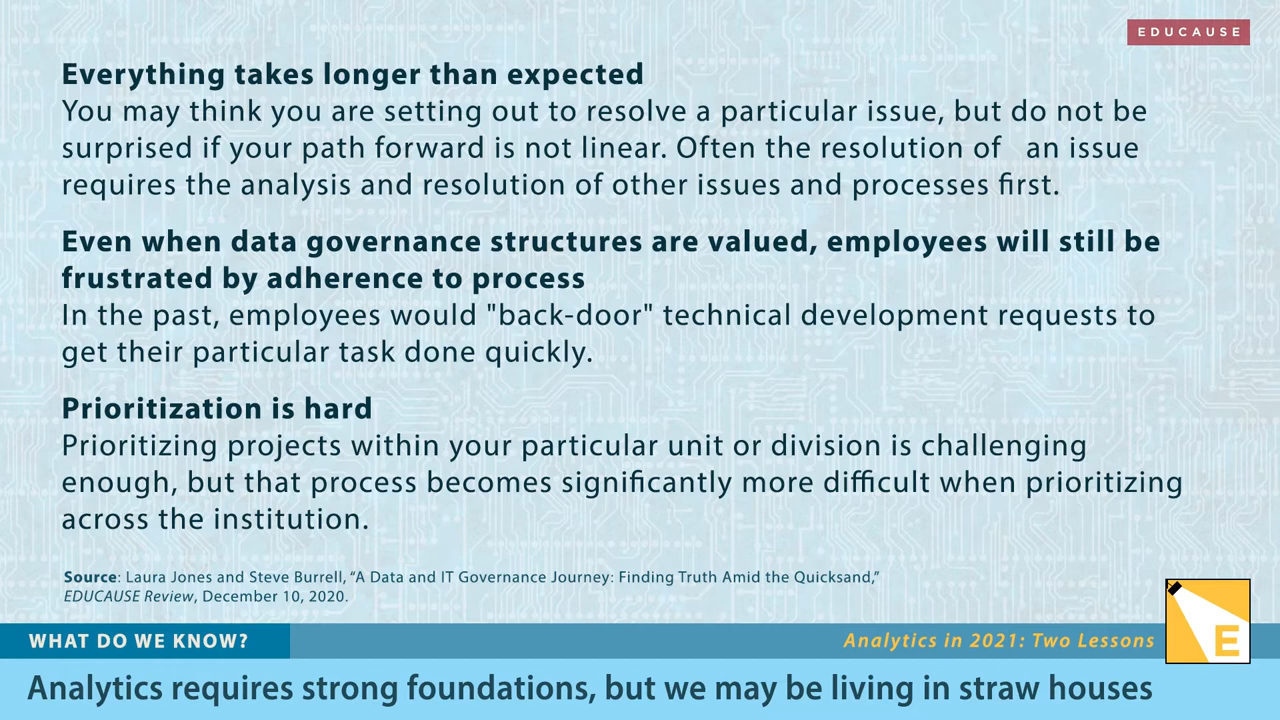 EDUCAUSE
Everything takes longer than expected
You may think you are setting out to resolve a particular issue, but do not be
surprised if your path forward is not linear. Often the resolution of an issue
requires the analysis and resolution of other issues and processes first.
Even when data governance structures are valued, employees will still be
frustrated by adherence to process
In the past, employees would "back-door" technical development requests to
get their particular task done quickly.
Prioritization is hard
Prioritizing projects within your particular unit or division is challenging
enough, but that process becomes significantly more difficult when prioritizing
across the institution.
Source: Laura Jones and Steve Burrell, “A Data and IT Governance Journey: Finding Truth Amid the Quicksand,”
EDUCAUSE Review, December 10, 2020.
WHAT DO WE KNOW?
Analytics in 2021: Two Lessons
E
Analytics requires strong foundations, but we may be living in straw houses